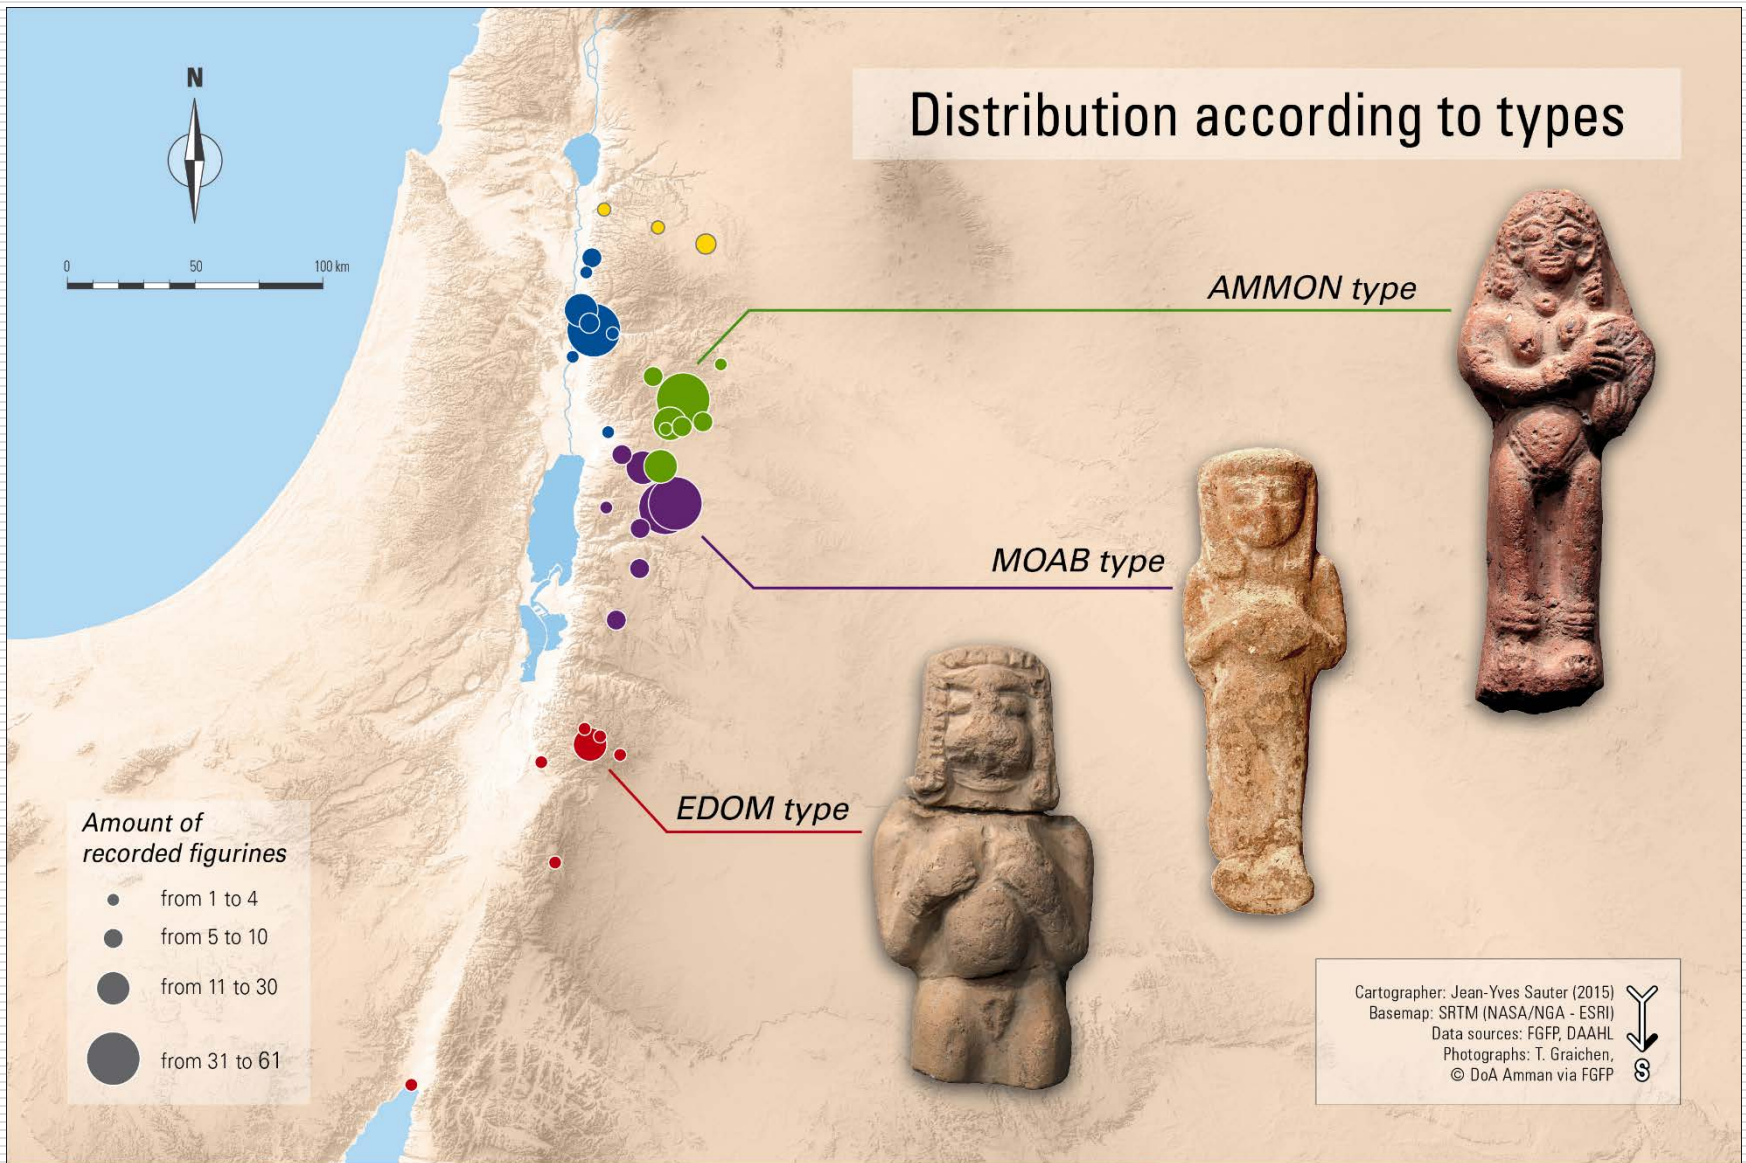 Distribution according to types
N
0 50 100 km
AMMON type
MOAB type
EDOM type
Amount of
recorded figurines
from 1 to 4
from 5 to 10
from 11 to 30
from 31 to 61
Cartographer: Jean-Yves Sauter (2015)
Basemap: SRTM (NASA/NGA - ESRI)
Data sources: FGFP, DAAHL
Photographs: T. Graichen,
© DoA Amman via FGFP
S